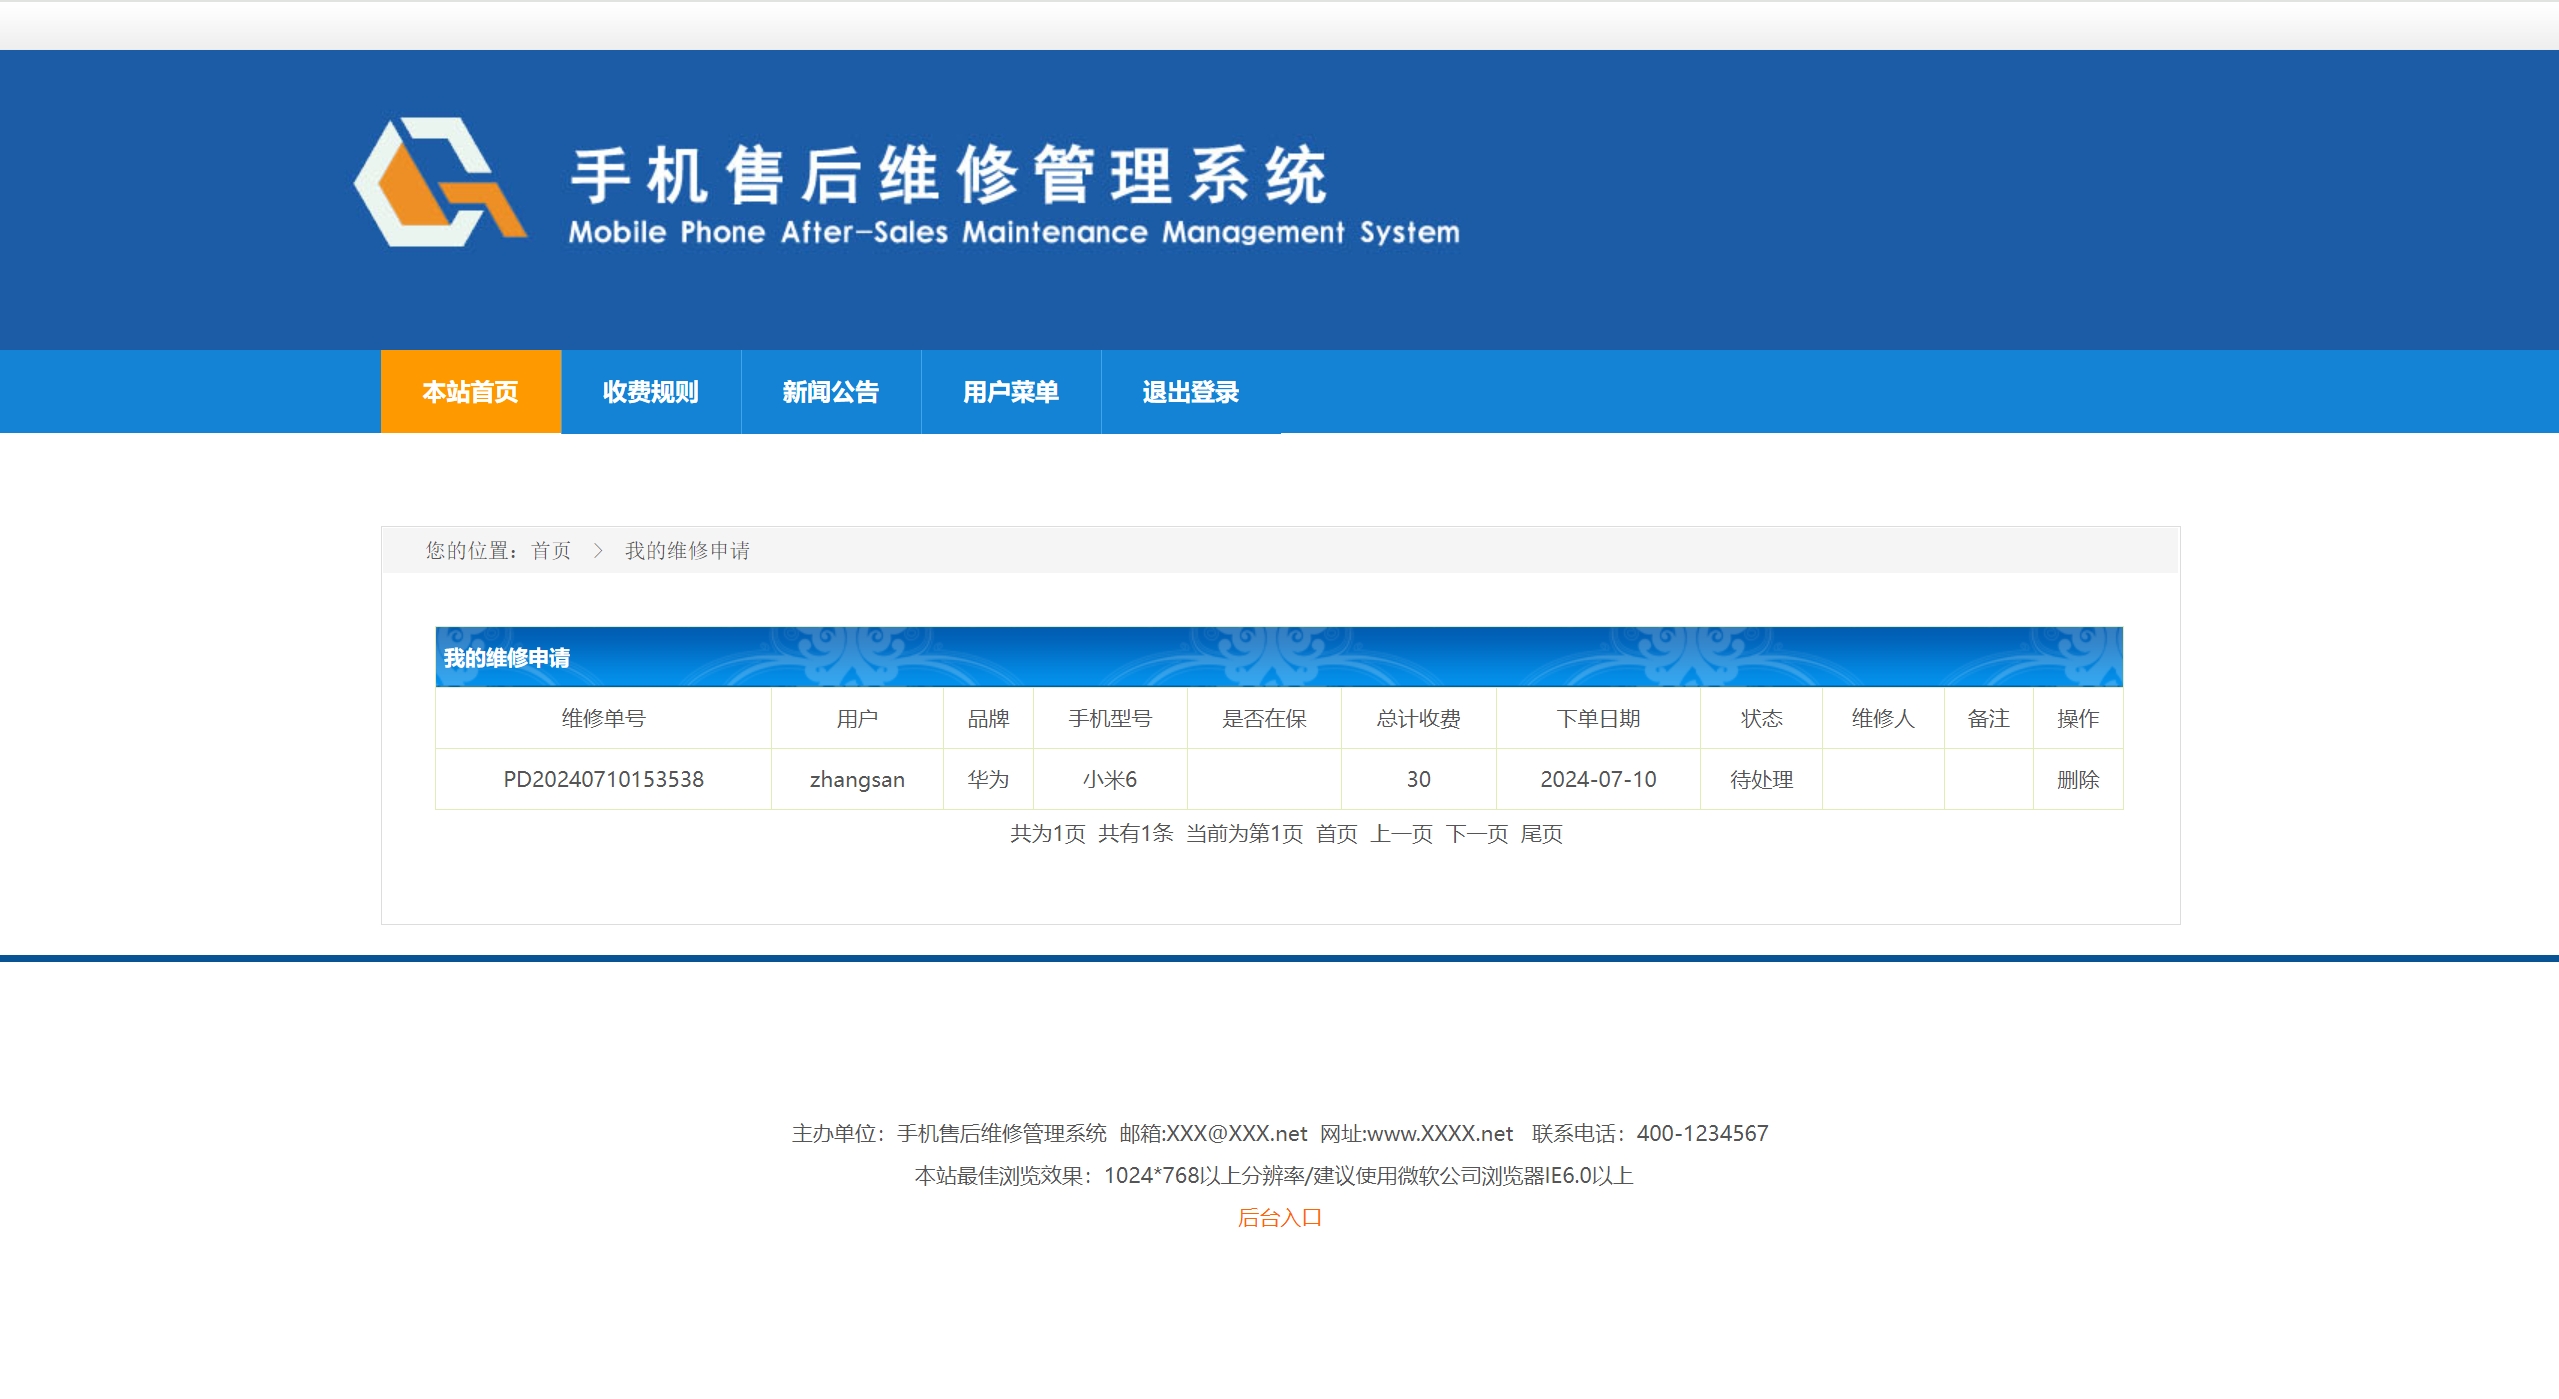 手机售后维修管理系统
Mobile Phone After-Sales Maintenance Management System
本站首页 收费规则 新闻公告 用户菜单 退出登录
您的位置：首页 > 我的维修申请
我的维修申请
维修单号 用户 品牌 手机型号 是否在保 总计收费 下单日期 状态 维修人 备注 操作
PD20240710153538 zhangsan 华为 小米6 30 2024-07-10 待处理 删除
共为1页 共有1条 当前为第1页 首页 上一页 下一页 尾页
主办单位：手机售后维修管理系统 邮箱:XXX@XXX.net 网址:www.XXXX.net 联系电话：400-1234567
本站最佳浏览效果：1024*768以上分辨率/建议使用微软公司浏览器IE6.0以上
后台入口